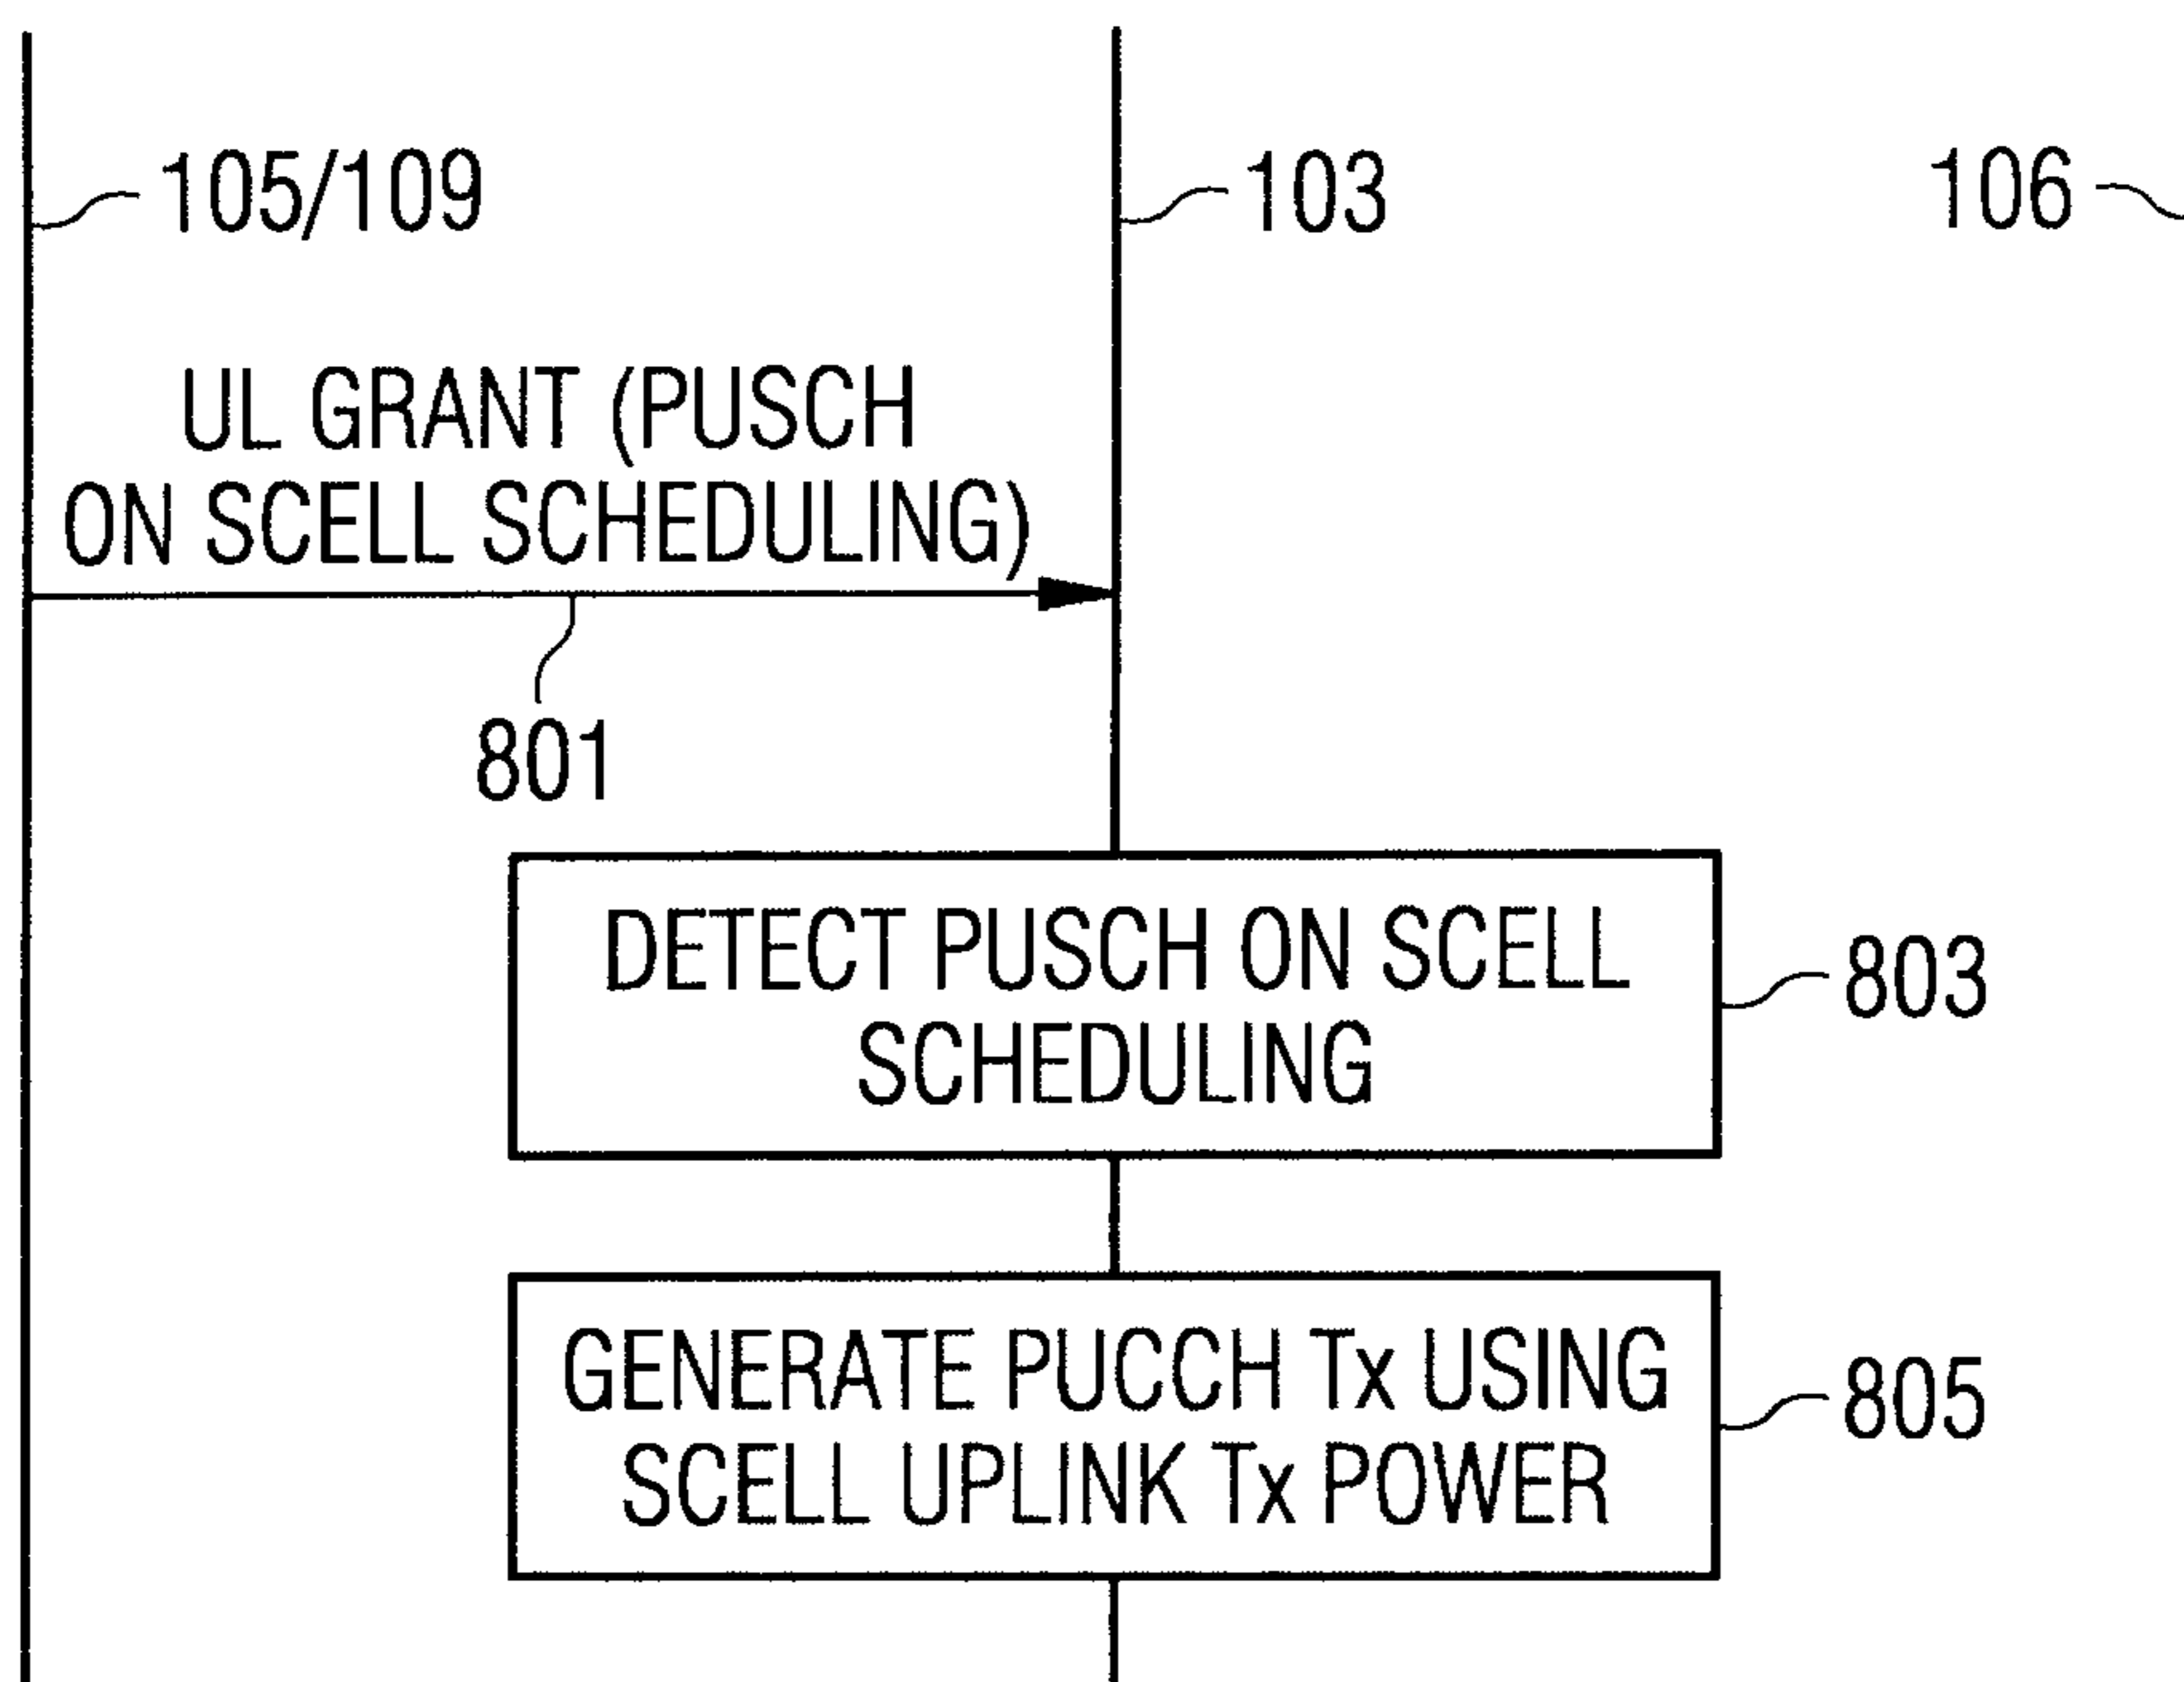 105/109
103
106
UL GRANT (PUSCH
ON SCELL SCHEDULING)
801
DETECT PUSCH ON SCELL
SCHEDULING
803
GENERATE PUCCH Tx USING
SCELL UPLINK Tx POWER
805